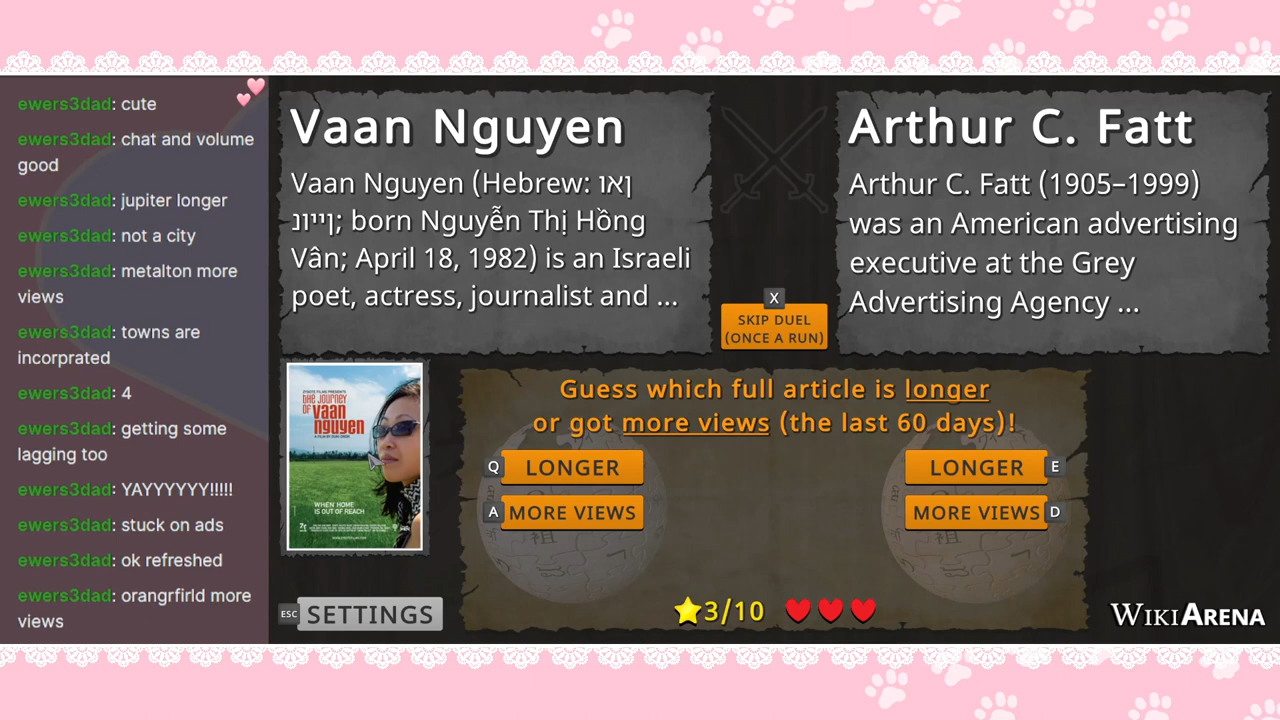 ewers3dad: cute
ewers3dad: chat and volume
good
ewers3dad: jupiter longer
ewers3dad: not a city
ewers3dad: metalton more
views
ewers3dad: towns are
incorprated
ewers3dad: 4
ewers3dad: getting some
lagging too
ewers3dad: YAYYYYYY!!!!!
ewers3dad: stuck on ads
ewers3dad: ok refreshed
ewers3dad: orangrfirld more
views
Vaan Nguyen
Vaan Nguyen (Hebrew: ןאו
ןייונ; born Nguyễn Thị Hồng
Vân; April 18, 1982) is an Israeli
poet, actress, journalist and ...
X
SKIP DUEL
(ONCE A RUN)
Arthur C. Fatt
Arthur C. Fatt (1905–1999)
was an American advertising
executive at the Grey
Advertising Agency ...
THE JOURNEY
OF vaan
nguyen
WHEN HOME
IS OUT OF REACH
Guess which full article is longer
or got more views (the last 60 days)!
Q LONGER
A MORE VIEWS
LONGER E
MORE VIEWS D
ESC SETTINGS
3/10
WIKIARENA